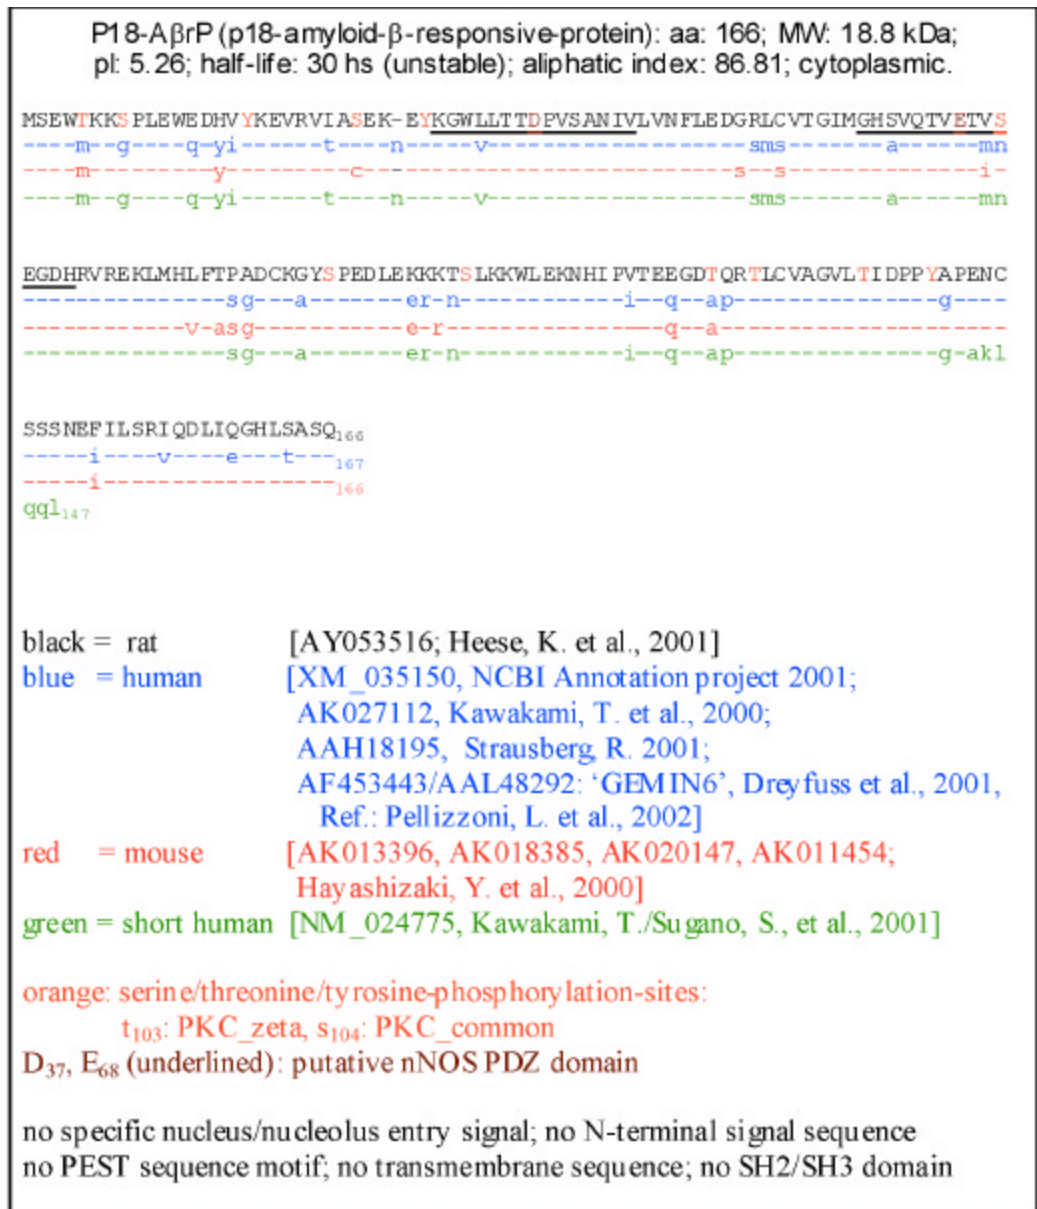 P18-AβrP (p18-amyloid-β-responsive-protein): aa: 166; MW: 18.8 kDa;
pI: 5.26; half-life: 30 hs (unstable); aliphatic index: 86.81; cytoplasmic.
MSEWTKKSPLEWEDHVYKEVRVIASEK-EYKGWLLTTDPVSANIVLVNFLEDGRLCVTGIMGHSVQTVETVS
----m--g----q-yi------t----n-----v-------------------sms-------a------mn
----m---------y---------c---------------------------s--s--------------i-
----m--g----q-yi------t----n-----v-------------------sms-------a------mn
EGDHRVREKLMHLFTPADCKGYSPEDLEKKKTSLKKWLEKNHIPVTEEGDTQRTLCVAGVLTIDPPYAPENC
---------------sg---a-------er-n------------i--q--ap---------------g----
------------v-asg-----------e-r----------------q--a---------------------
---------------sg---a-------er-n------------i--q--ap---------------g-akl
SSSNEFILSRIQDLIQGHLSASQ166
-----i----v----e---t---167
-----i-----------------166
qql147
black = rat [AY053516; Heese, K. et al., 2001]
blue = human [XM_035150, NCBI Annotation project 2001;
AK027112, Kawakami, T. et al., 2000;
AAH18195, Strausberg, R. 2001;
AF453443/AAL48292: ‘GEMIN6’, Dreyfuss et al., 2001,
Ref.: Pellizzoni, L. et al., 2002]
red = mouse [AK013396, AK018385, AK020147, AK011454;
Hayashizaki, Y. et al., 2000]
green = short human [NM_024775, Kawakami, T./Sugano, S., et al., 2001]
orange: serine/threonine/tyrosine-phosphorylation-sites:
t103: PKC_zeta, s104: PKC_common
D37, E68 (underlined): putative nNOS PDZ domain
no specific nucleus/nucleolus entry signal; no N-terminal signal sequence
no PEST sequence motif; no transmembrane sequence; no SH2/SH3 domain